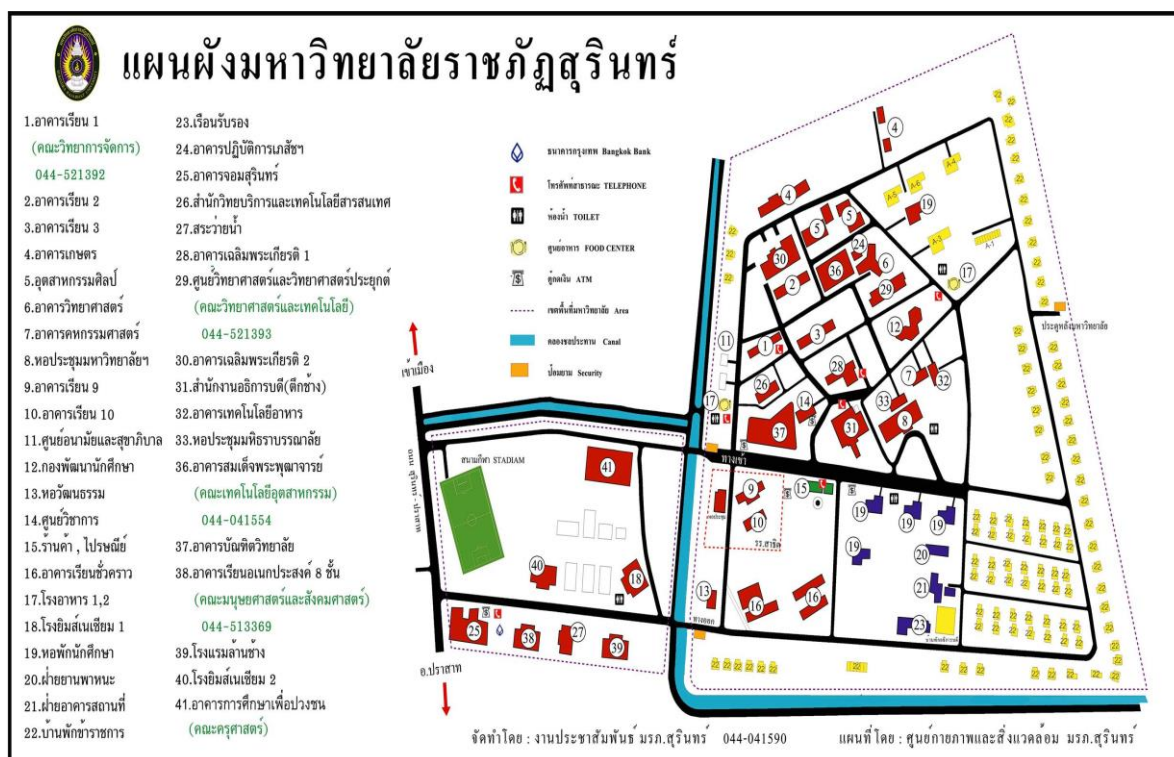 แผนผังมหาวิทยาลัยราชภัฏสุรินทร์
1.อาคารเรียน 1
(คณะวิทยาการจัดการ)
044-521392
2.อาคารเรียน 2
3.อาคารเรียน 3
4.อาคารเกษตร
5.อุตสาหกรรมศิลป์
6.อาคารวิทยาศาสตร์
7.อาคารคหกรรมศาสตร์
8.หอประชุมมหาวิทยาลัยฯ
9.อาคารเรียน 9
10.อาคารเรียน 10
11.ศูนย์อนามัยและสุขาภิบาล
12.กองพัฒนานักศึกษา
13.หอวัฒนธรรม
14.ศูนย์วิชาการ
15.ร้านค้า , ไปรษณีย์
16.อาคารเรียนชั่วคราว
17.โรงอาหาร 1,2
18.โรงยิมส์เนเซียม 1
19.หอพักนักศึกษา
20.ฝ่ายยานพาหนะ
21.ฝ่ายอาคารสถานที่
22.บ้านพักข้าราชการ
23.เรือนรับรอง
24.อาคารปฏิบัติการเภสัชฯ
25.อาคารจอมสุรินทร์
26.สำนักวิทยบริการและเทคโนโลยีสารสนเทศ
27.สระว่ายน้ำ
28.อาคารเฉลิมพระเกียรติ 1
29.ศูนย์วิทยาศาสตร์และวิทยาศาสตร์ประยุกต์
(คณะวิทยาศาสตร์และเทคโนโลยี)
044-521393
30.อาคารเฉลิมพระเกียรติ 2
31.สำนักงานอธิการบดี(ตึกช้าง)
32.อาคารเทคโนโลยีอาหาร
33.หอประชุมมหิธราบรรณาลัย
36.อาคารสมเด็จพระพุฒาจารย์
(คณะเทคโนโลยีอุตสาหกรรม)
044-041554
37.อาคารบัณฑิตวิทยาลัย
38.อาคารเรียนอเนกประสงค์ 8 ชั้น
(คณะมนุษยศาสตร์และสังคมศาสตร์)
044-513369
39.โรงแรมล้านช้าง
40.โรงยิมส์เนเซียม 2
41.อาคารการศึกษาเพื่อปวงชน
(คณะครุศาสตร์)
ธนาคารกรุงเทพ Bangkok Bank
โทรศัพท์สาธารณะ TELEPHONE
ห้องน้ำ TOILET
ศูนย์อาหาร FOOD CENTER
ตู้กดเงิน ATM
เขตพื้นที่มหาวิทยาลัย Area
คลองชลประทาน Canal
ป้อมยาม Security
เข้าเมือง
ถนน สุรินทร์ ปราสาท
อ.ปราสาท
สนามกีฬา STADIAM
ทางเข้า
ทางออก
รร.สาธิต
ประตูหลังมหาวิทยาลัย
A-5
A-6
A-4
A-3
A-1
จัดทำโดย : งานประชาสัมพันธ์ มรภ.สุรินทร์ 044-041590
แผนที่โดย : ศูนย์กายภาพและสิ่งแวดล้อม มรภ.สุรินทร์